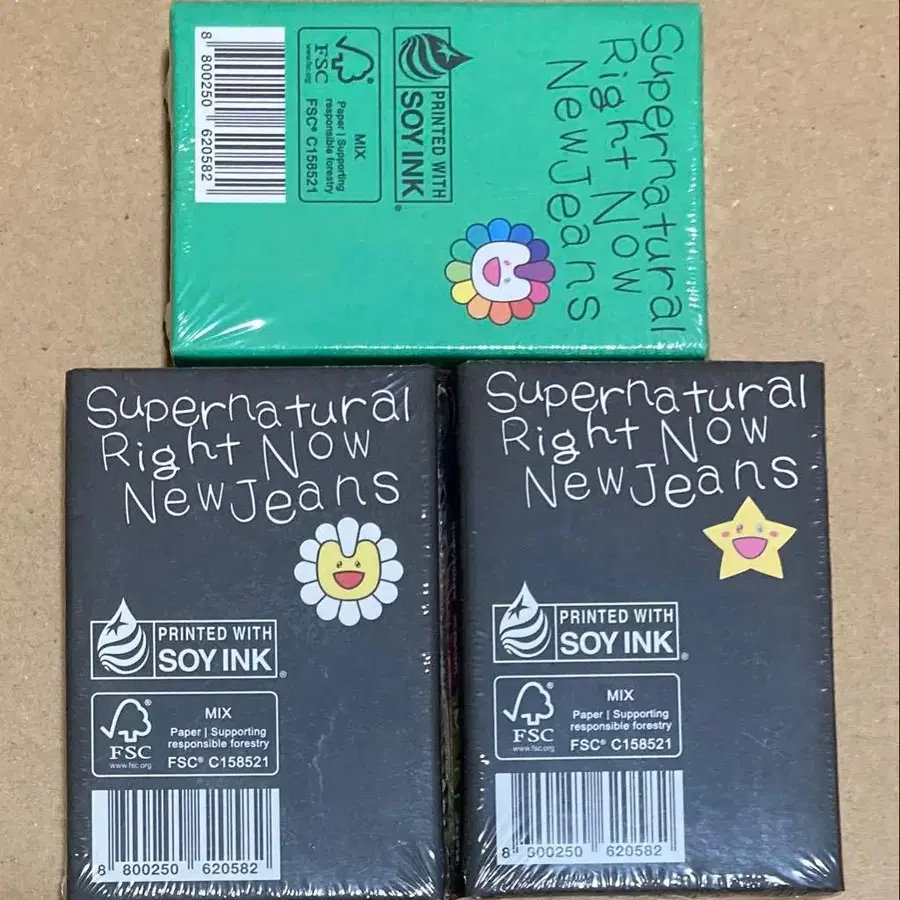 Supernatural
Right Now
NewJeans
PRINTED WITH
SOY INK
®
FSC®
www.fsc.org
MIX
Paper | Supporting
responsible forestry
FSC® C158521
8 800250 620582
Supernatural
Right Now
NewJeans
PRINTED WITH
SOY INK
®
FSC
www.fsc.org
MIX
Paper | Supporting
responsible forestry
FSC® C158521
8 800250 620582
Supernatural
Right Now
NewJeans
PRINTED WITH
SOY INK
®
FSC
www.fsc.org
MIX
Paper | Supporting
responsible forestry
FSC® C158521
8 800250 620582